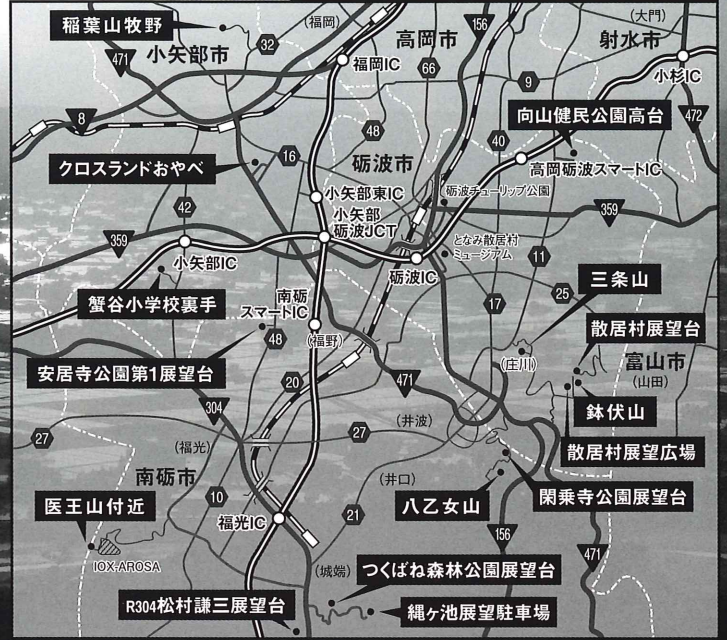 稲葉山牧野
小矢部市
(福岡)
高岡市
156
(大門)
射水市
471
32
福岡IC
66
9
小杉IC
8
48
向山健民公園高台
472
40
16
砺波市
クロスランドおやべ
高岡砺波スマートIC
小矢部東IC
砺波チューリップ公園
42
小矢部
砺波JCT
359
359
小矢部IC
となみ散居村
ミュージアム
砺波IC
11
蟹谷小学校裏手
南砺
スマートIC
17
25
三条山
(福野)
散居村展望台
48
(庄川)
富山市
(山田)
安居寺公園第1展望台
20
471
鉢伏山
304
(井波)
27
(福光)
27
散居村展望広場
南砺市
(井口)
閑乗寺公園展望台
医王山付近
10
福光IC
21
八乙女山
156
471
IOX-AROSA
(城端)
つくばね森林公園展望台
R304松村謙三展望台
縄ヶ池展望駐車場